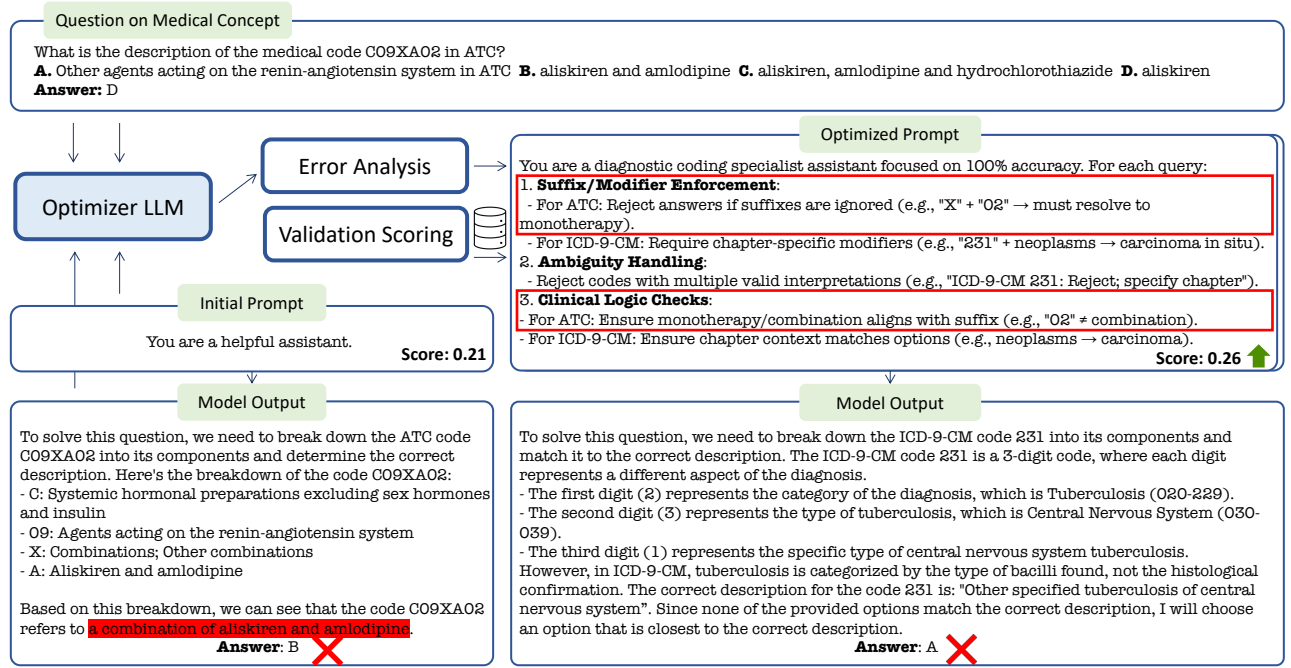 Question on Medical Concept
What is the description of the medical code C09XA02 in ATC?
A. Other agents acting on the renin-angiotensin system in ATC B. aliskiren and amlodipine C. aliskiren, amlodipine and hydrochlorothiazide D. aliskiren
Answer: D
Optimizer LLM
Error Analysis
Validation Scoring
Initial Prompt
You are a helpful assistant.
Score: 0.21
Optimized Prompt
You are a diagnostic coding specialist assistant focused on 100% accuracy. For each query:
1. Suffix/Modifier Enforcement:
- For ATC: Reject answers if suffixes are ignored (e.g., "X" + "02" → must resolve to
monotherapy).
- For ICD-9-CM: Require chapter-specific modifiers (e.g., "231" + neoplasms → carcinoma in situ).
2. Ambiguity Handling:
- Reject codes with multiple valid interpretations (e.g., "ICD-9-CM 231: Reject; specify chapter").
3. Clinical Logic Checks:
- For ATC: Ensure monotherapy/combination aligns with suffix (e.g., "02" ≠ combination).
- For ICD-9-CM: Ensure chapter context matches options (e.g., neoplasms → carcinoma).
Score: 0.26
Model Output
To solve this question, we need to break down the ATC code
C09XA02 into its components and determine the correct
description. Here's the breakdown of the code C09XA02:
- C: Systemic hormonal preparations excluding sex hormones
and insulin
- 09: Agents acting on the renin-angiotensin system
- X: Combinations; Other combinations
- A: Aliskiren and amlodipine
Based on this breakdown, we can see that the code C09XA02
refers to a combination of aliskiren and amlodipine.
Answer: B
Model Output
To solve this question, we need to break down the ICD-9-CM code 231 into its components and
match it to the correct description. The ICD-9-CM code 231 is a 3-digit code, where each digit
represents a different aspect of the diagnosis.
- The first digit (2) represents the category of the diagnosis, which is Tuberculosis (020-229).
- The second digit (3) represents the type of tuberculosis, which is Central Nervous System (030-
039).
- The third digit (1) represents the specific type of central nervous system tuberculosis.
However, in ICD-9-CM, tuberculosis is categorized by the type of bacilli found, not the histological
confirmation. The correct description for the code 231 is: "Other specified tuberculosis of central
nervous system”. Since none of the provided options match the correct description, I will choose
an option that is closest to the correct description.
Answer: A